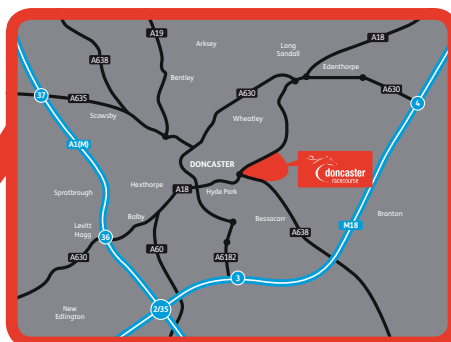 A19
A18
Arksey
Long
Sandall
A638
Edenthorpe
Bentley
A630
A630
37
A635
4
Scawsby
Wheatley
A1(M)
DONCASTER
doncaster
racecourse
Hexthorpe
A18
Hyde Park
Sprotbrough
Balby
Bessacarr
Branton
M18
Levitt
Hagg
36
A638
A60
A630
A6182
3
New
Edlington
2/35